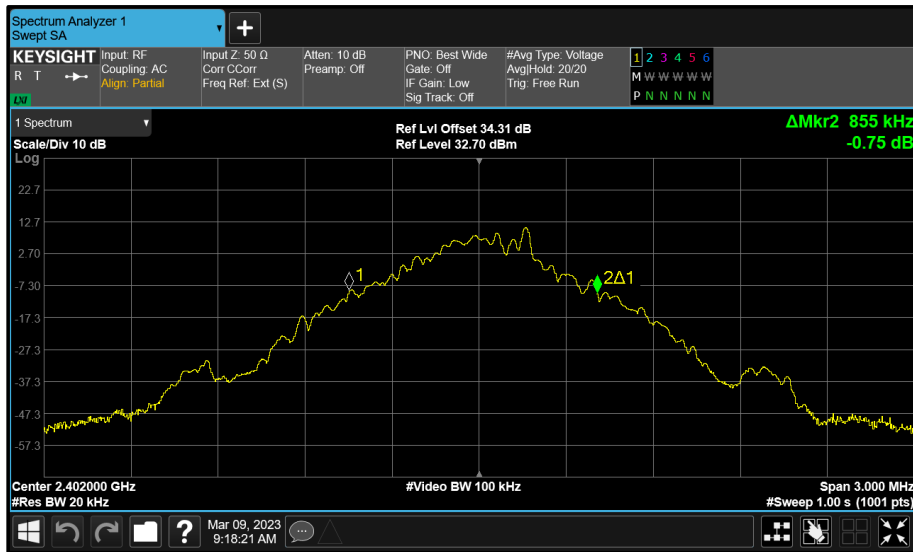 Spectrum Analyzer 1
Swept SA
+
KEYSIGHT
R T
LXI
Input: RF
Coupling: AC
Align: Partial
Input Z: 50 Ω
Corr CCorr
Freq Ref: Ext (S)
Atten: 10 dB
Preamp: Off
PNO: Best Wide
Gate: Off
IF Gain: Low
Sig Track: Off
#Avg Type: Voltage
Avg|Hold: 20/20
Trig: Free Run
1 2 3 4 5 6
M W W W W W
P N N N N N
1 Spectrum
Scale/Div 10 dB
Ref Lvl Offset 34.31 dB
Ref Level 32.70 dBm
ΔMkr2 855 kHz
-0.75 dB
Log
22.7
12.7
2.70
-7.30
-17.3
-27.3
-37.3
-47.3
-57.3
1
2Δ1
Center 2.402000 GHz
#Res BW 20 kHz
#Video BW 100 kHz
Span 3.000 MHz
#Sweep 1.00 s (1001 pts)
?
Mar 09, 2023
9:18:21 AM